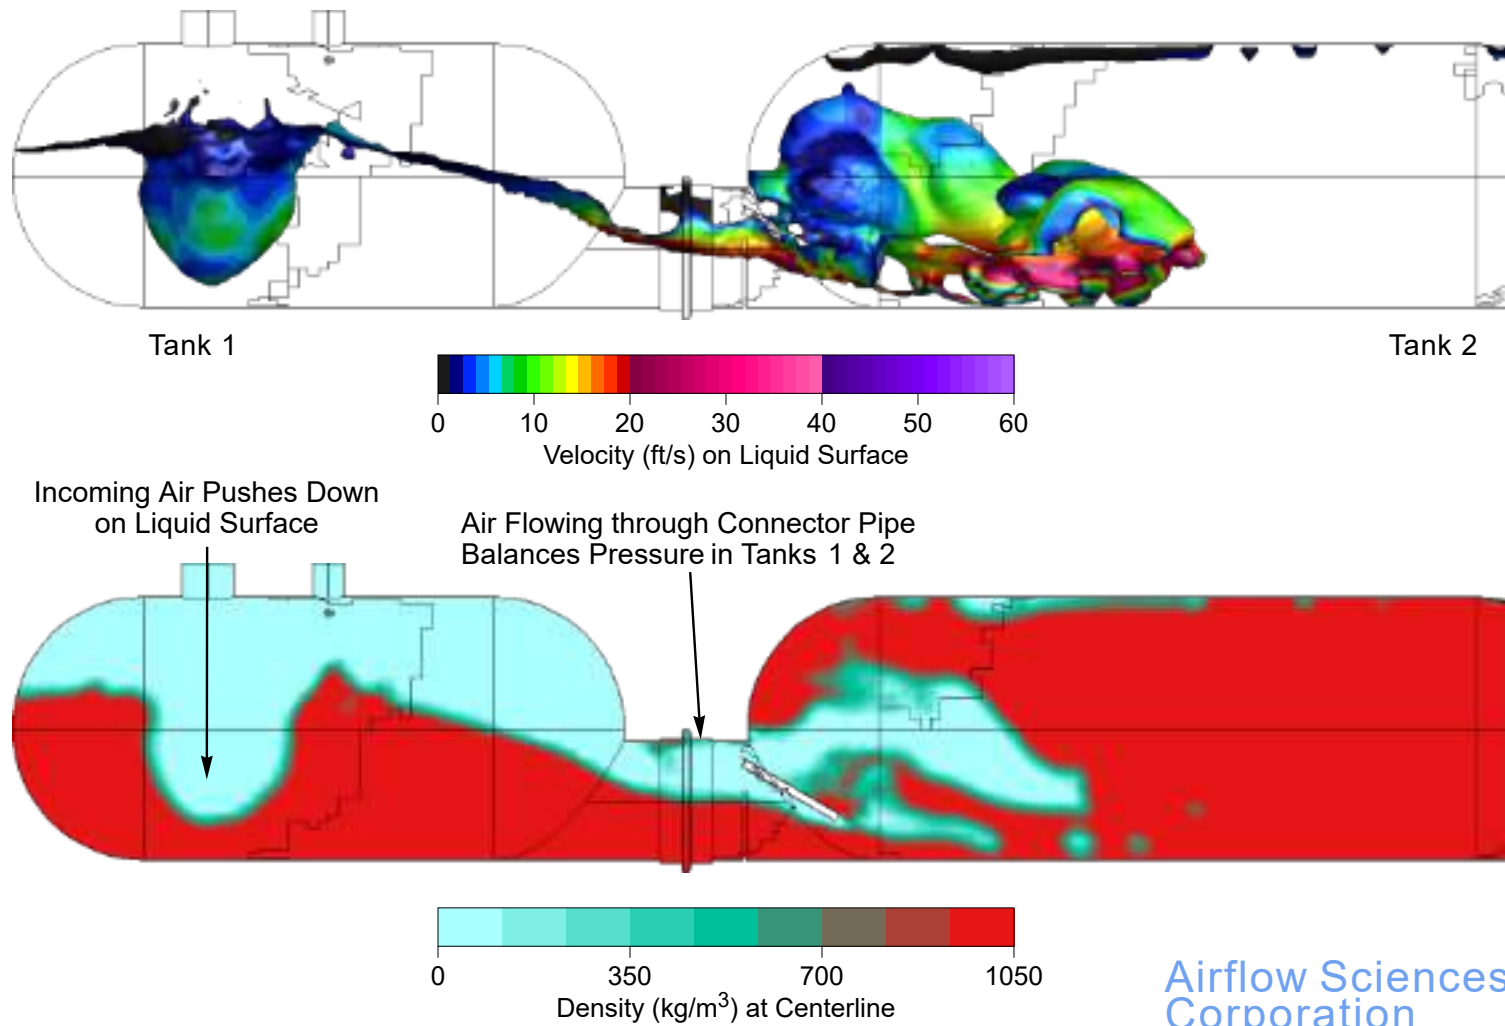 Tank 1
Tank 2
0 10 20 30 40 50 60
Velocity (ft/s) on Liquid Surface
Incoming Air Pushes Down
on Liquid Surface
Air Flowing through Connector Pipe
Balances Pressure in Tanks 1 & 2
0 350 700 1050
Density (kg/m³) at Centerline
Airflow Sciences
Corporation